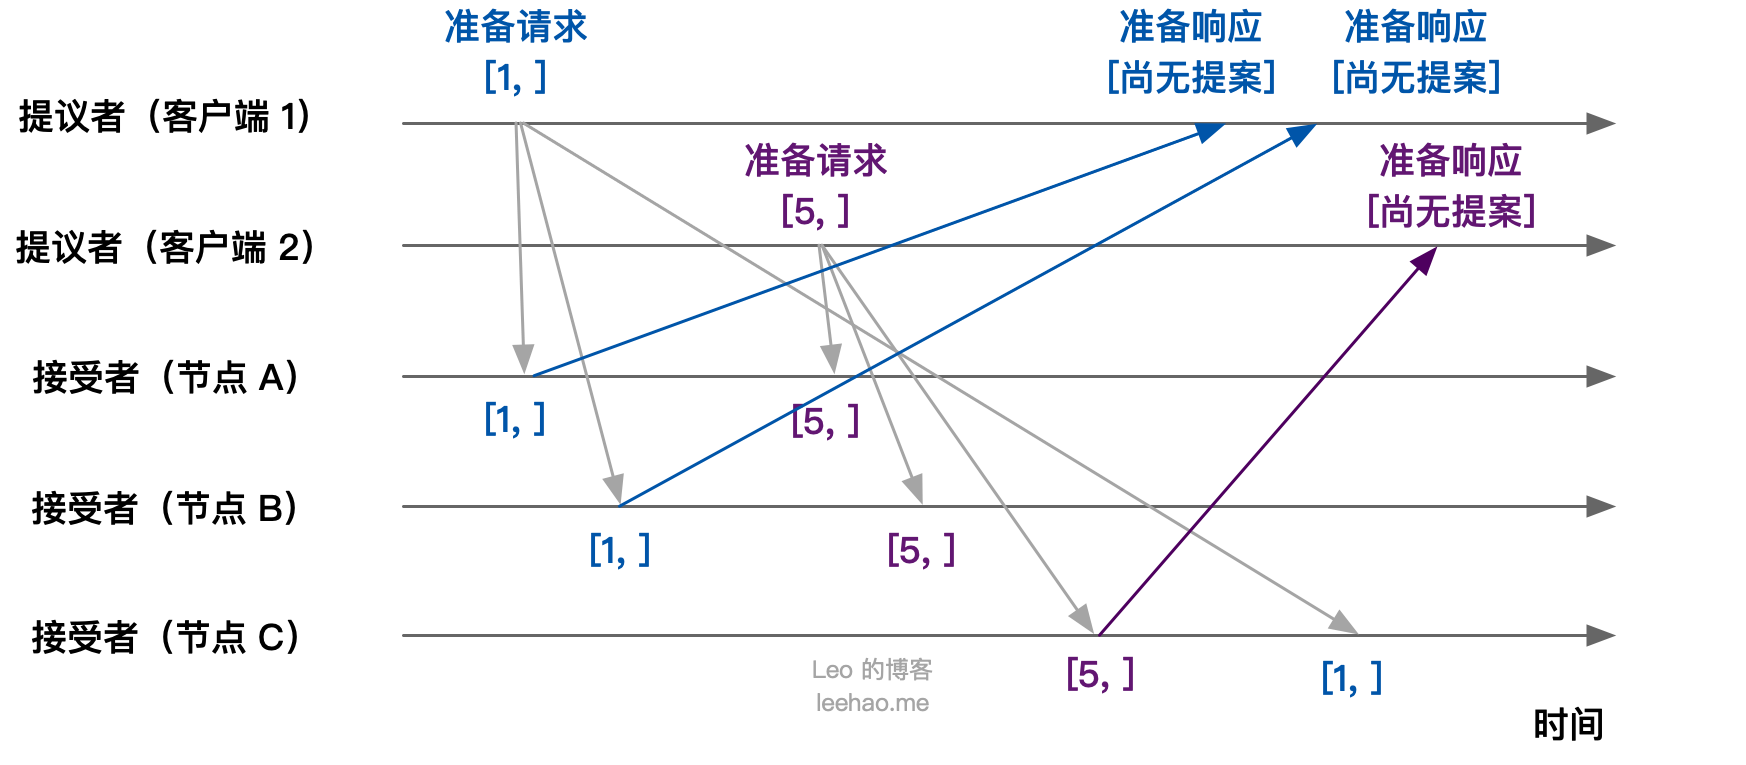 准备请求
[1, ]
准备响应
[尚无提案]
准备响应
[尚无提案]
提议者（客户端 1）
准备请求
[5, ]
准备响应
[尚无提案]
提议者（客户端 2）
接受者（节点 A）
[1, ]
[5, ]
接受者（节点 B）
[1, ]
[5, ]
接受者（节点 C）
[5, ]
[1, ]
Leo 的博客
leehao.me
时间